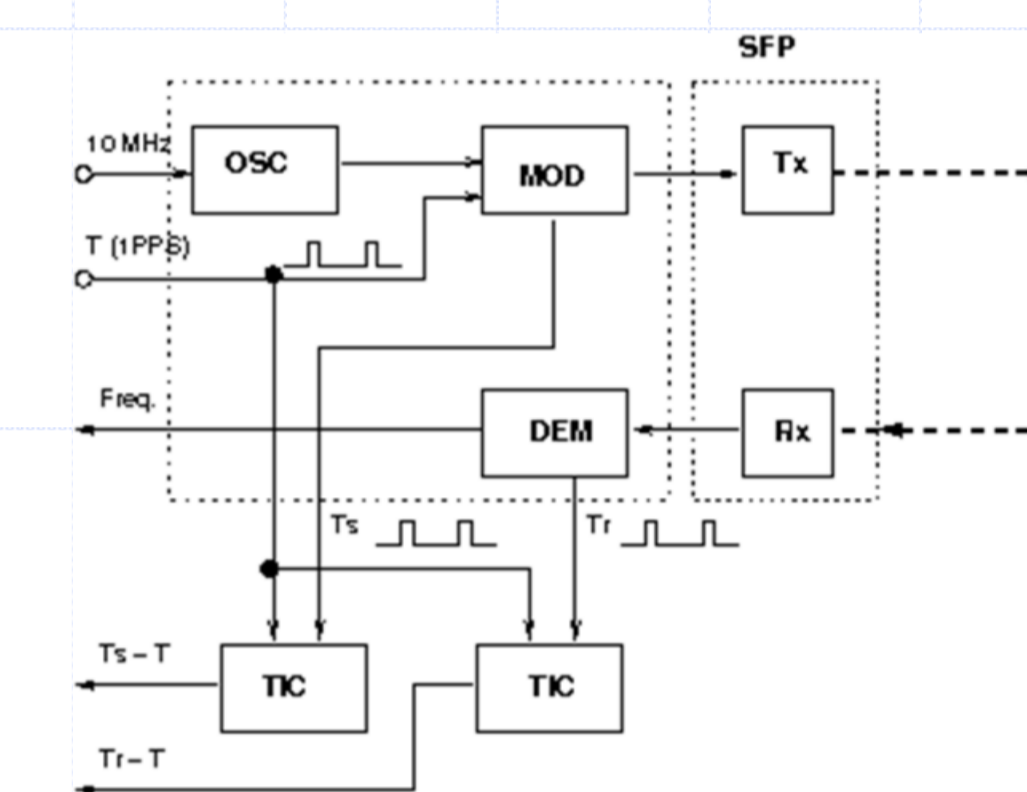 SFP
10 MHz
OSC
MOD
Tx
T (1PPS)
Freq.
DEM
Rx
Ts
Tr
Ts – T
TIC
TIC
Tr – T